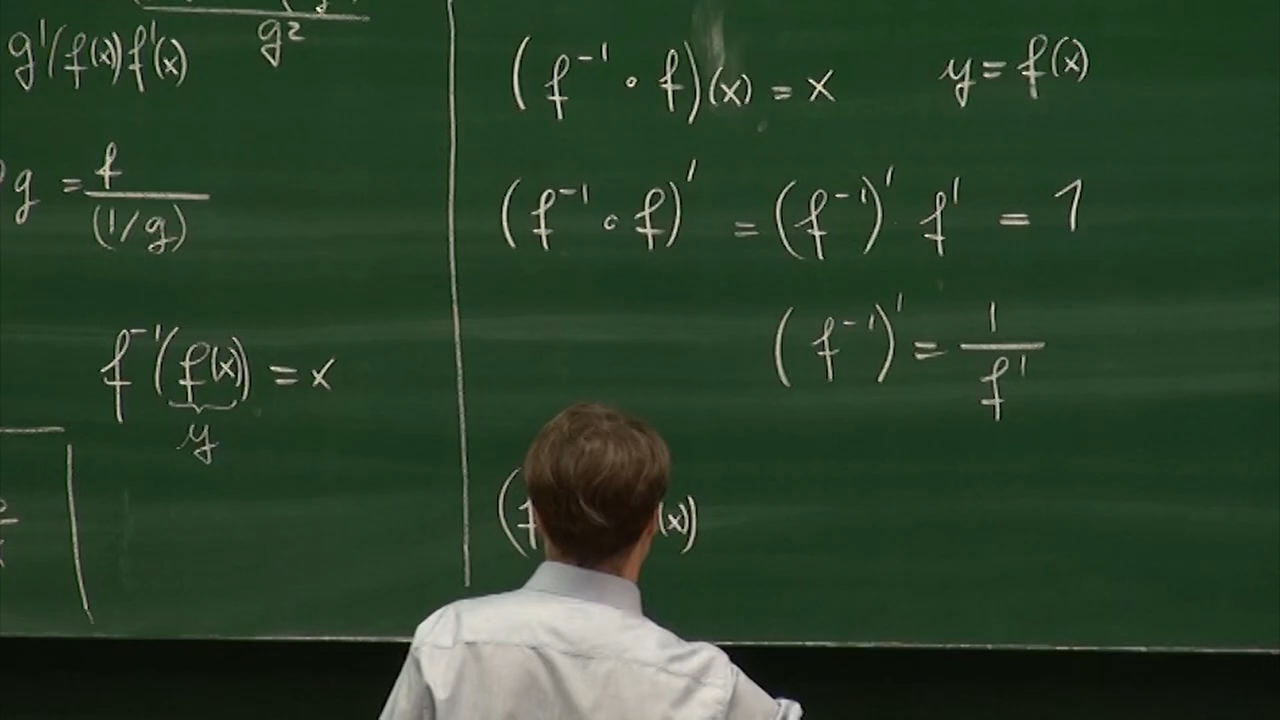 g²
g'(f(x))f'(x)
g = f / (1/g)
f⁻¹(f(x)) = x
y
(f⁻¹ ∘ f)(x) = x
y = f(x)
(f⁻¹ ∘ f)' = (f⁻¹)' f' = 1
(f⁻¹)' = 1 / f'
(x))